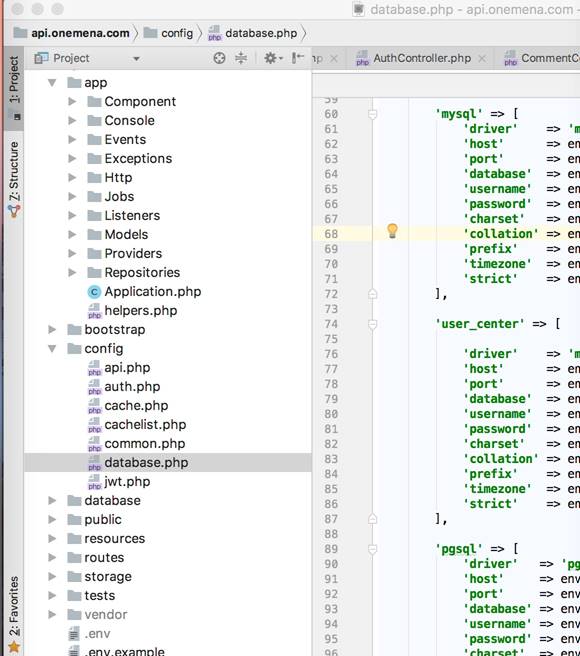 database.php - api.onemena.com -
api.onemena.com
config
database.php
Project
AuthController.php
CommentC
1: Project
Z: Structure
2: Favorites
app
Component
Console
Events
Exceptions
Http
Jobs
Listeners
Models
Providers
Repositories
Application.php
helpers.php
bootstrap
config
api.php
auth.php
cache.php
cachelist.php
common.php
database.php
jwt.php
database
public
resources
routes
storage
tests
vendor
.env
.env.example
59
60 'mysql' => [
61 'driver' => 'm
62 'host' => en
63 'port' => en
64 'database' => en
65 'username' => en
66 'password' => en
67 'charset' => en
68 'collation' => en
69 'prefix' => en
70 'timezone' => en
71 'strict' => en
72 ],
73
74 'user_center' => [
75
76 'driver' => 'm
77 'host' => en
78 'port' => en
79 'database' => en
80 'username' => en
81 'password' => en
82 'charset' => en
83 'collation' => en
84 'prefix' => en
85 'timezone' => en
86 'strict' => en
87 ],
88
89 'pgsql' => [
90 'driver' => 'pg
91 'host' => env
92 'port' => env
93 'database' => env
94 'username' => env
95 'password' => env
96 'charset' => env